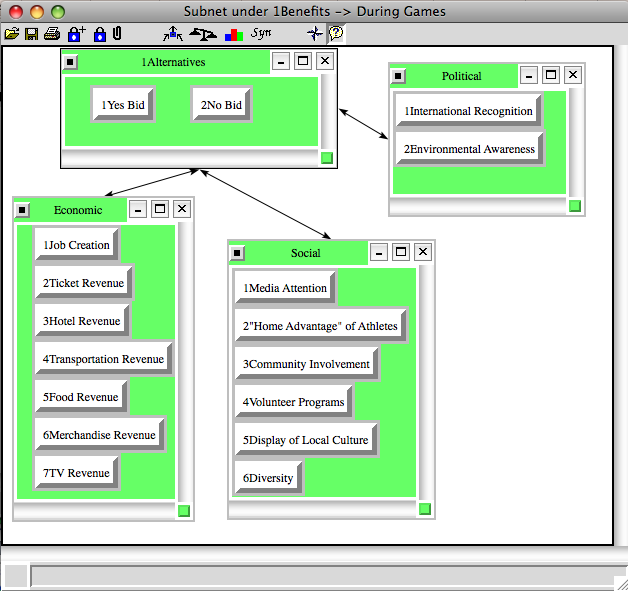 Subnet under 1Benefits -> During Games
Syn
1Alternatives
1Yes Bid
2No Bid
Political
1International Recognition
2Environmental Awareness
Economic
1Job Creation
2Ticket Revenue
3Hotel Revenue
4Transportation Revenue
5Food Revenue
6Merchandise Revenue
7TV Revenue
Social
1Media Attention
2"Home Advantage" of Athletes
3Community Involvement
4Volunteer Programs
5Display of Local Culture
6Diversity